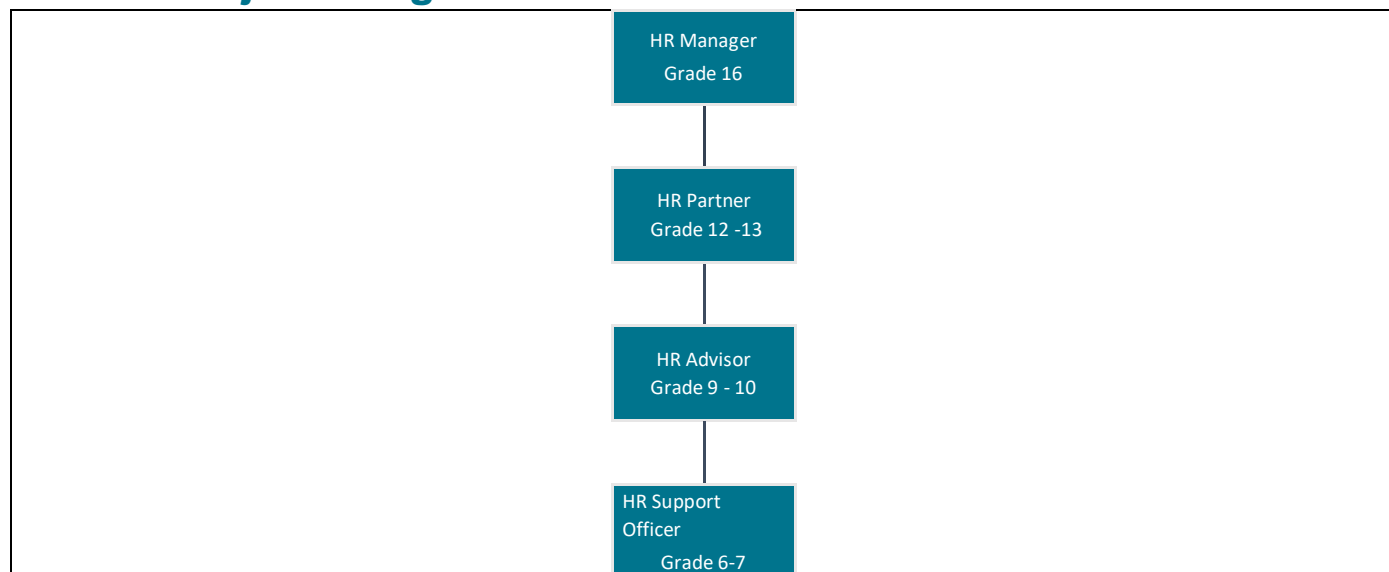 HR Manager
Grade 16
HR Partner
Grade 12 -13
HR Advisor
Grade 9 - 10
HR Support
Officer
Grade 6-7